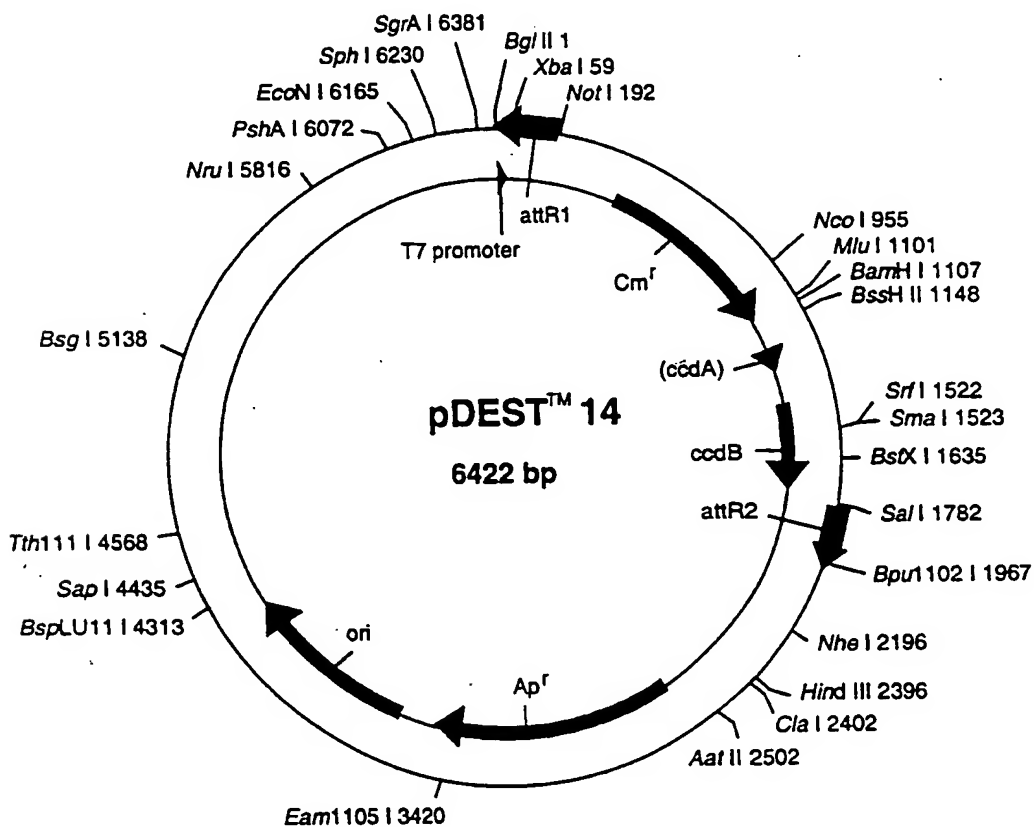 SgrA I 6381
Bgl II 1
Sph I 6230
Xba I 59
EcoN I 6165
Not I 192
PshA I 6072
Nru I 5816
attR1
T7 promoter
Cmʳ
Nco I 955
Mlu I 1101
BamH I 1107
BssH II 1148
Bsg I 5138
(ccdA)
pDEST™ 14
6422 bp
Srf I 1522
Sma I 1523
ccdB
BstX I 1635
attR2
Sal I 1782
Tth111 I 4568
Bpu1102 I 1967
Sap I 4435
BspLU11 I 4313
ori
Nhe I 2196
Apʳ
Hind III 2396
Cla I 2402
Aat II 2502
Eam1105 I 3420